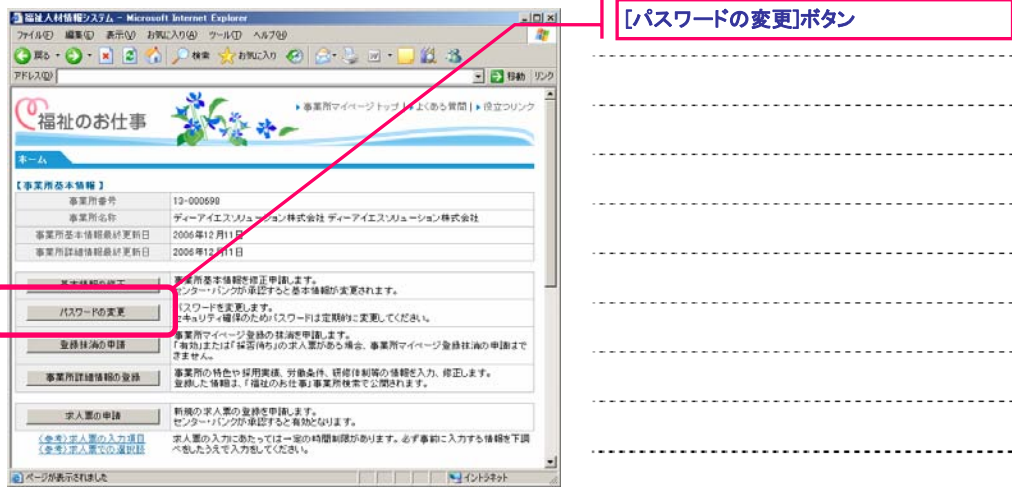 福祉人材情報システム - Microsoft Internet Explorer
ファイル(F) 編集(E) 表示(V) お気に入り(A) ツール(T) ヘルプ(H)
戻る 検索 お気に入り
アドレス(D) 移動 リンク
福祉のお仕事
事業所マイページトップ | よくある質問 | 役立つリンク
ホーム
【事業所基本情報】
事業所番号 13-000698
事業所名称 ディーアイエスソリューション株式会社 ディーアイエスソリューション株式会社
事業所基本情報最終更新日 2006年12月11日
事業所詳細情報最終更新日 2006年12月11日
基本情報の修正 事業所基本情報を修正申請します。
センター・バンクが承認すると基本情報が変更されます。
パスワードの変更 パスワードを変更します。
セキュリティ確保のためパスワードは定期的に変更してください。
登録抹消の申請 事業所マイページ登録の抹消を申請します。
「有効」または「採否待ち」の求人票がある場合、事業所マイページ登録抹消の申請はできません。
事業所詳細情報の登録 事業所の特色や採用実績、労働条件、研修体制等の情報を入力、修正します。
登録した情報は、「福祉のお仕事」事業所検索で公開されます。
求人票の申請 新規の求人票の登録を申請します。
センター・バンクが承認すると有効となります。
〈参考〉求人票の入力項目
〈参考〉求人票での選択肢
求人票の入力にあたっては一定の時間制限があります。必ず事前に入力する情報を下調
べをしたうえで入力をしてください。
ページが表示されました イントラネット
[パスワードの変更]ボタン